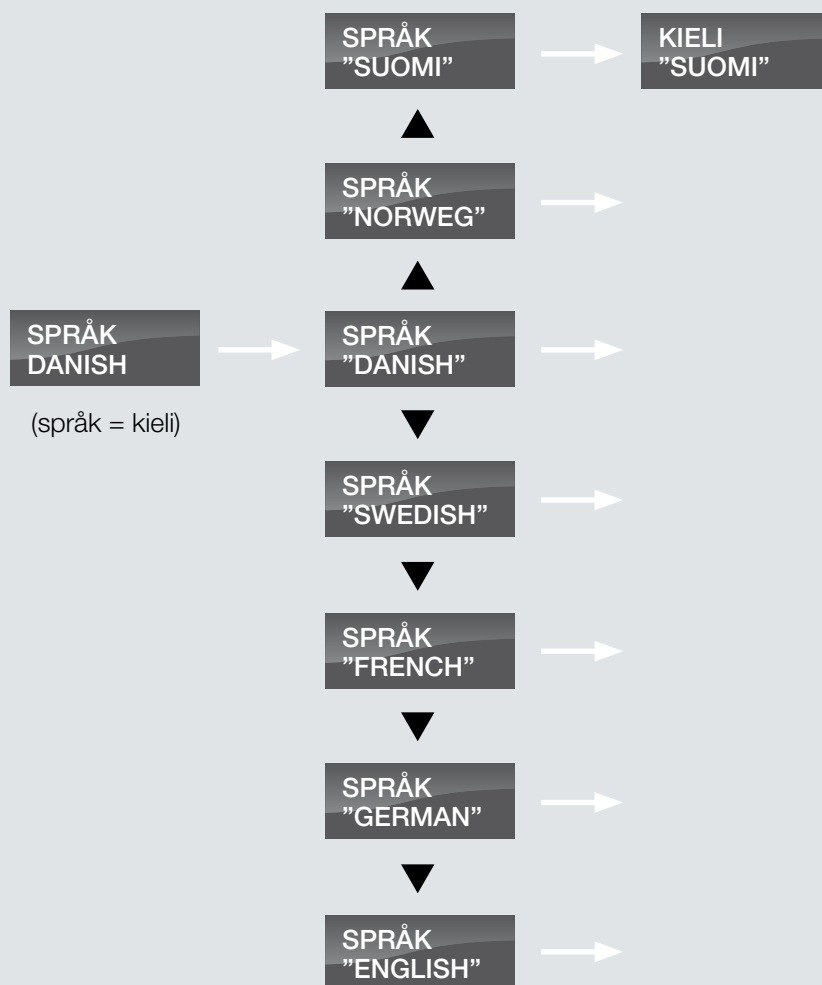 SPRÅK
”SUOMI”
KIELI
”SUOMI”
SPRÅK
”NORWEG”
SPRÅK
DANISH
(språk = kieli)
SPRÅK
”DANISH”
SPRÅK
”SWEDISH”
SPRÅK
”FRENCH”
SPRÅK
”GERMAN”
SPRÅK
”ENGLISH”